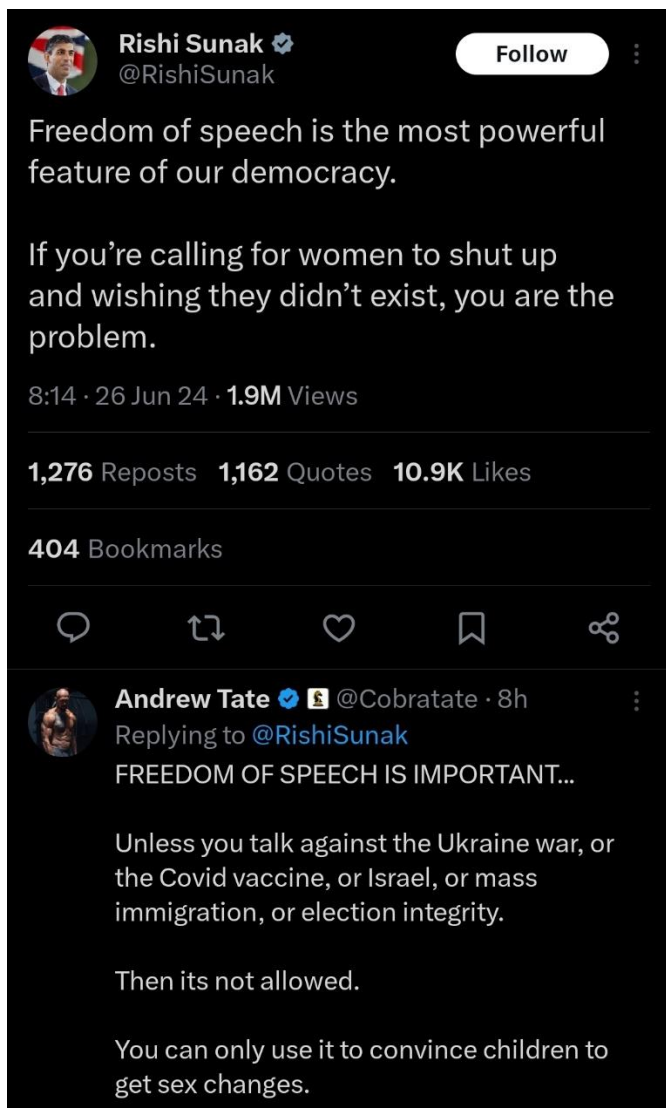 Rishi Sunak
Follow
@RishiSunak
Freedom of speech is the most powerful
feature of our democracy.
If you’re calling for women to shut up
and wishing they didn’t exist, you are the
problem.
8:14 · 26 Jun 24 · 1.9M Views
1,276 Reposts 1,162 Quotes 10.9K Likes
404 Bookmarks
Andrew Tate @Cobratate · 8h
Replying to @RishiSunak
FREEDOM OF SPEECH IS IMPORTANT...
Unless you talk against the Ukraine war, or
the Covid vaccine, or Israel, or mass
immigration, or election integrity.
Then its not allowed.
You can only use it to convince children to
get sex changes.